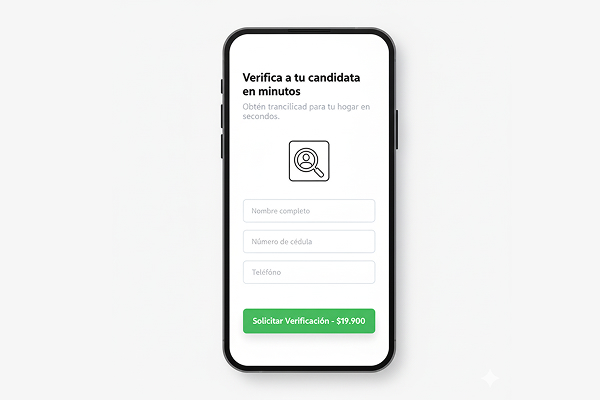 Verifica a tu candidata
en minutos
Obtén trancilicad para tu hogar en
secondos.
Nombre completo
Número de cédula
Teléfóno
Solicitar Verificación - $19.900